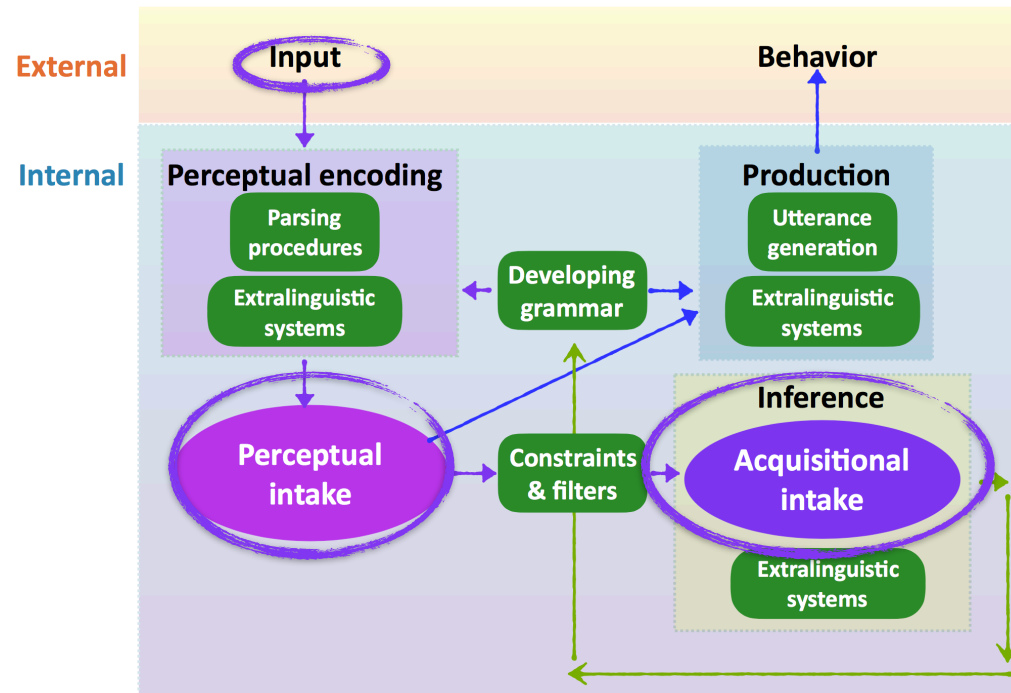 External
Input
Behavior
Internal
Perceptual encoding
Parsing
procedures
Extralinguistic
systems
Developing
grammar
Production
Utterance
generation
Extralinguistic
systems
Perceptual
intake
Constraints
& filters
Inference
Acquisitional
intake
Extralinguistic
systems